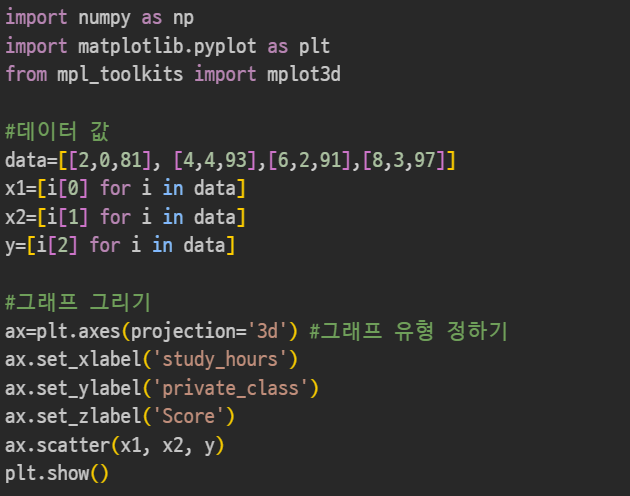 import numpy as np
import matplotlib.pyplot as plt
from mpl_toolkits import mplot3d
#데이터 값
data=[[2,0,81], [4,4,93],[6,2,91],[8,3,97]]
x1=[i[0] for i in data]
x2=[i[1] for i in data]
y=[i[2] for i in data]
#그래프 그리기
ax=plt.axes(projection='3d') #그래프 유형 정하기
ax.set_xlabel('study_hours')
ax.set_ylabel('private_class')
ax.set_zlabel('Score')
ax.scatter(x1, x2, y)
plt.show()